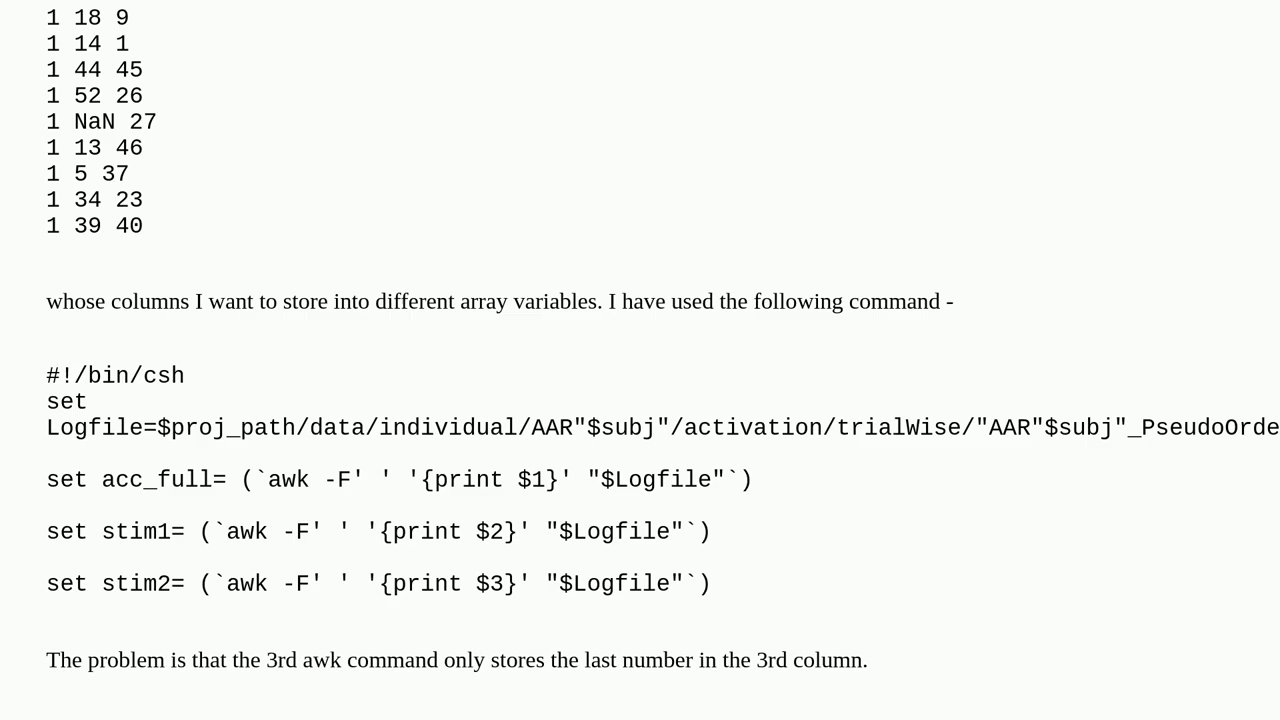 1 18 9
1 14 1
1 44 45
1 52 26
1 NaN 27
1 13 46
1 5 37
1 34 23
1 39 40
whose columns I want to store into different array variables. I have used the following command -
#!/bin/csh
set
Logfile=$proj_path/data/individual/AAR"$subj"/activation/trialWise/"AAR"$subj"_PseudoOrde
set acc_full= (`awk -F' ' '{print $1}' "$Logfile"`)
set stim1= (`awk -F' ' '{print $2}' "$Logfile"`)
set stim2= (`awk -F' ' '{print $3}' "$Logfile"`)
The problem is that the 3rd awk command only stores the last number in the 3rd column.